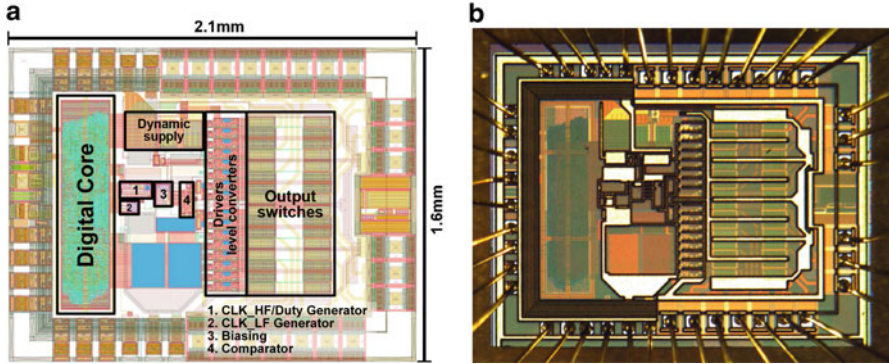 a
b
2.1mm
1.6mm
Digital Core
Dynamic supply
1
2
3
4
Drivers
level converters
Output
switches
1. CLK_HF/Duty Generator
2. CLK_LF Generator
3. Biasing
4. Comparator